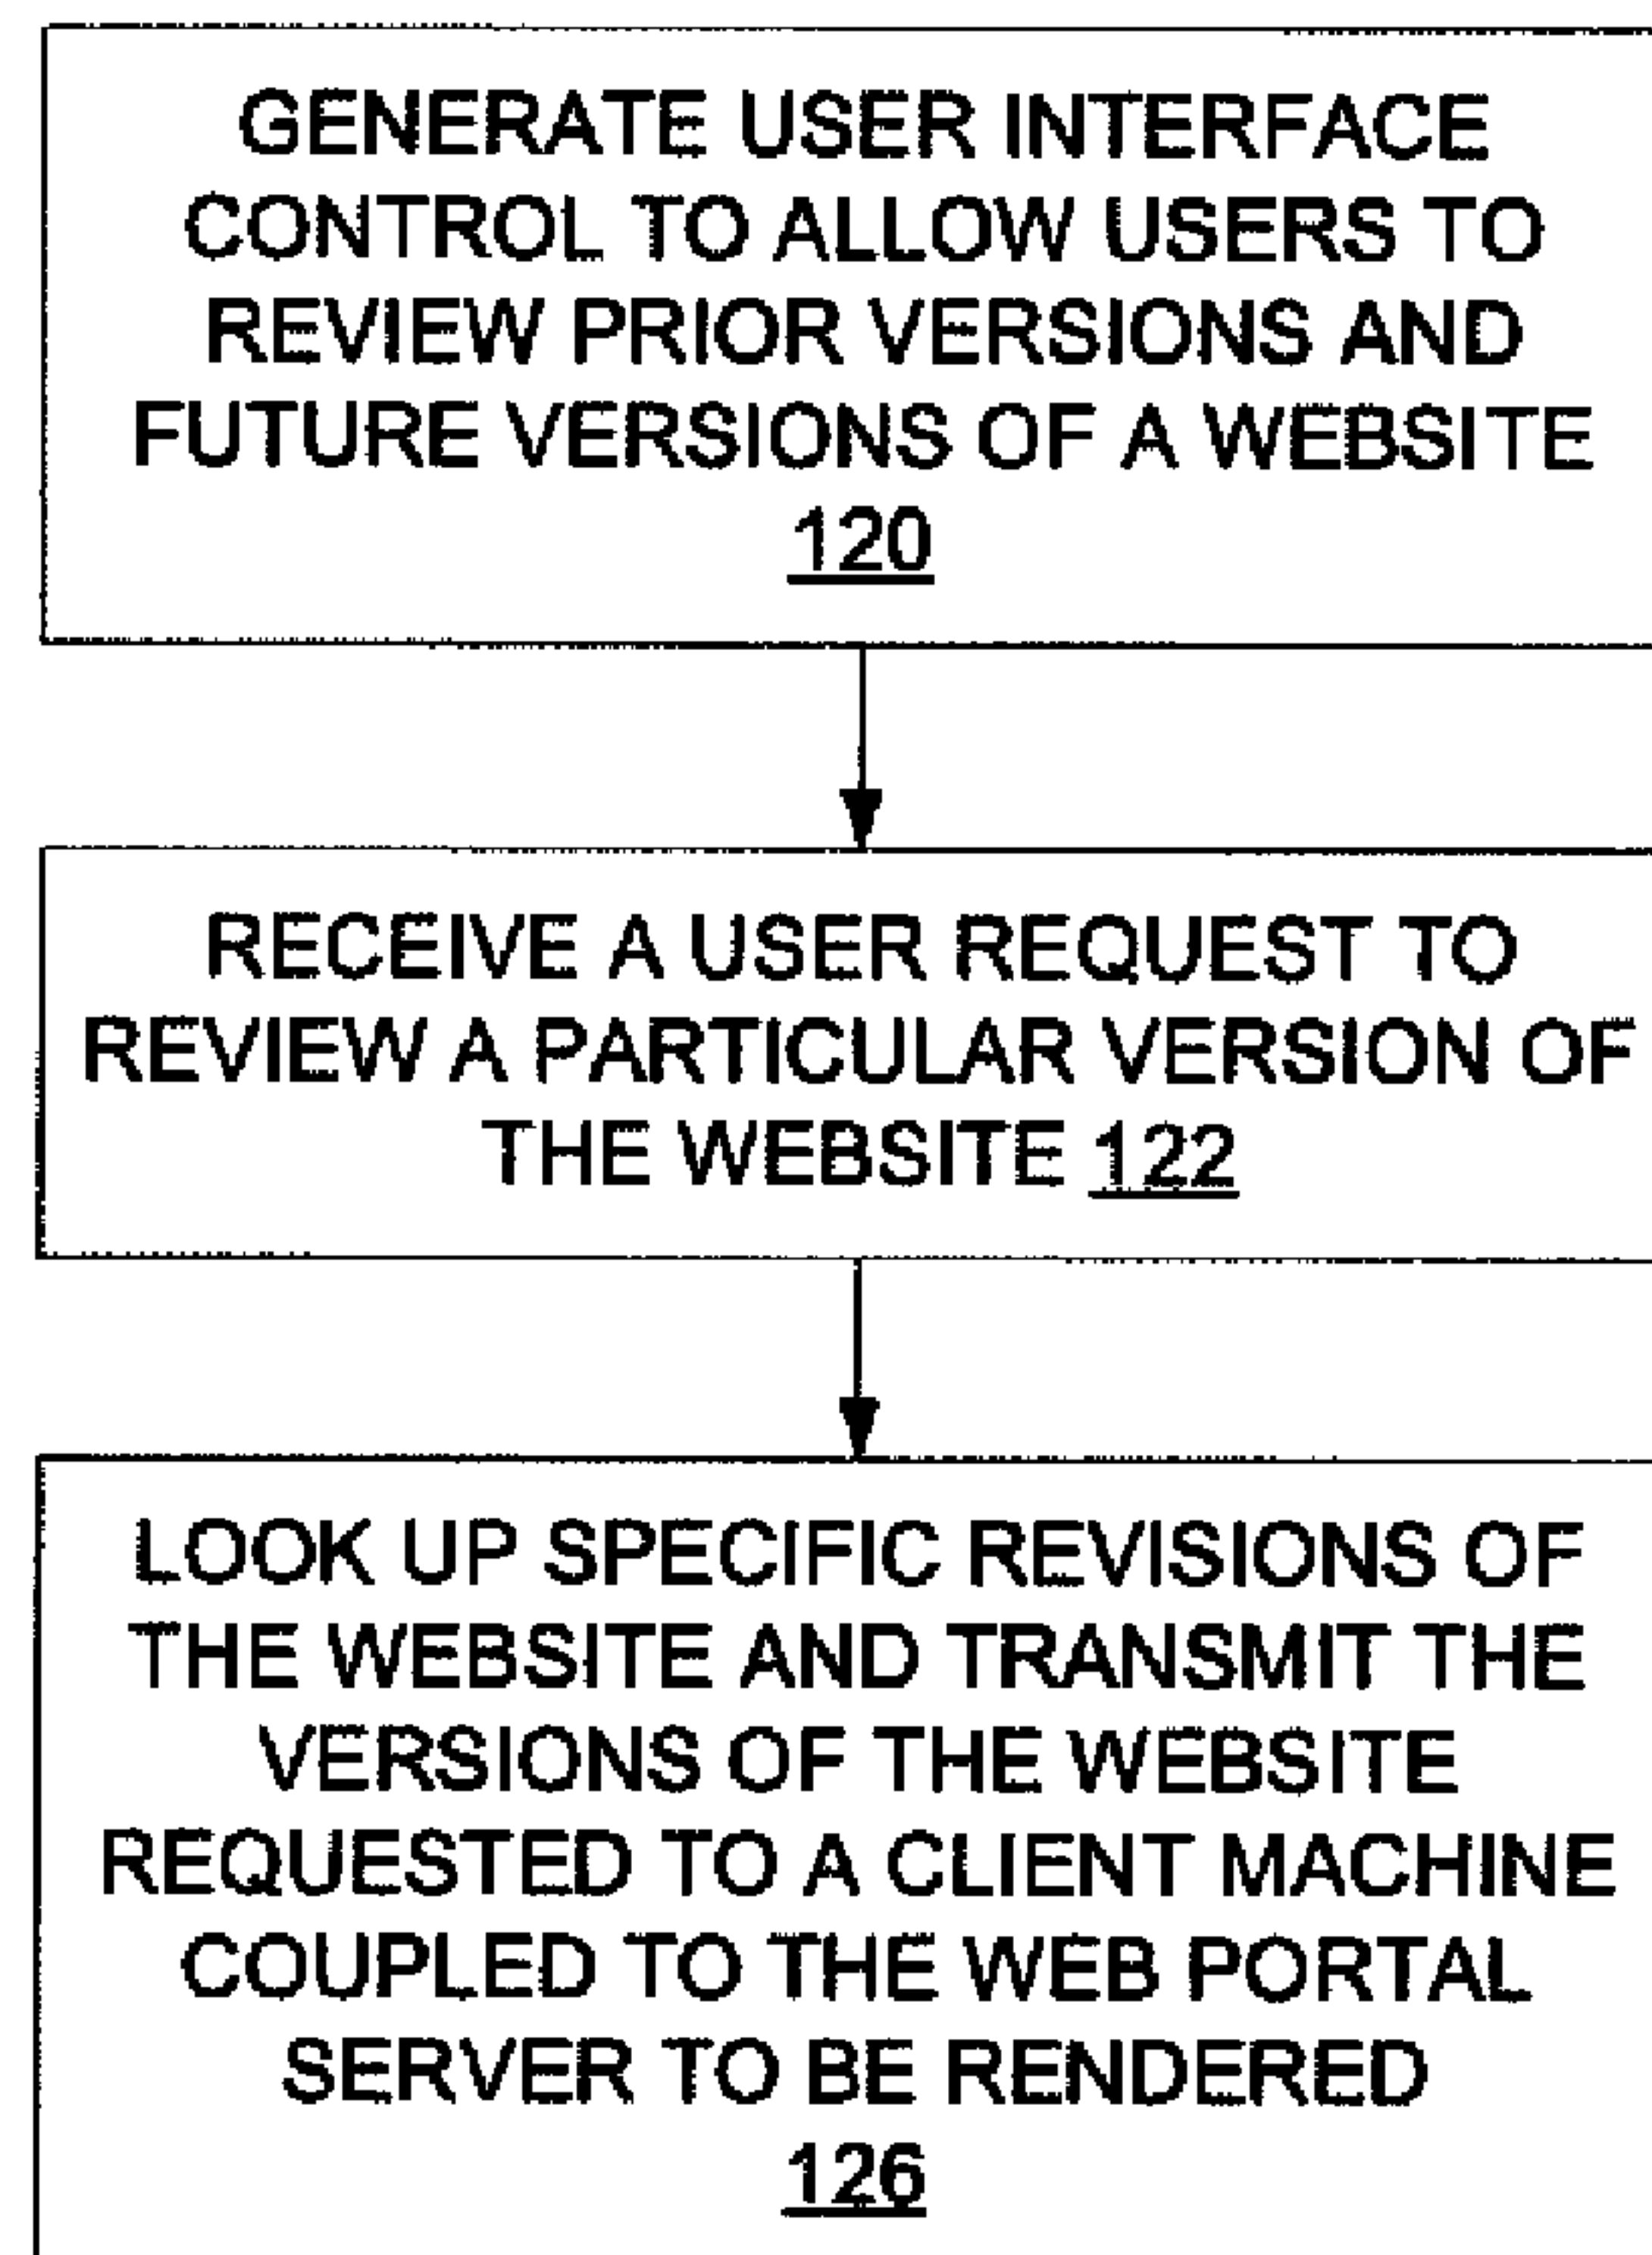 GENERATE USER INTERFACE
CONTROL TO ALLOW USERS TO
REVIEW PRIOR VERSIONS AND
FUTURE VERSIONS OF A WEBSITE
120
RECEIVE A USER REQUEST TO
REVIEW A PARTICULAR VERSION OF
THE WEBSITE 122
LOOK UP SPECIFIC REVISIONS OF
THE WEBSITE AND TRANSMIT THE
VERSIONS OF THE WEBSITE
REQUESTED TO A CLIENT MACHINE
COUPLED TO THE WEB PORTAL
SERVER TO BE RENDERED
126